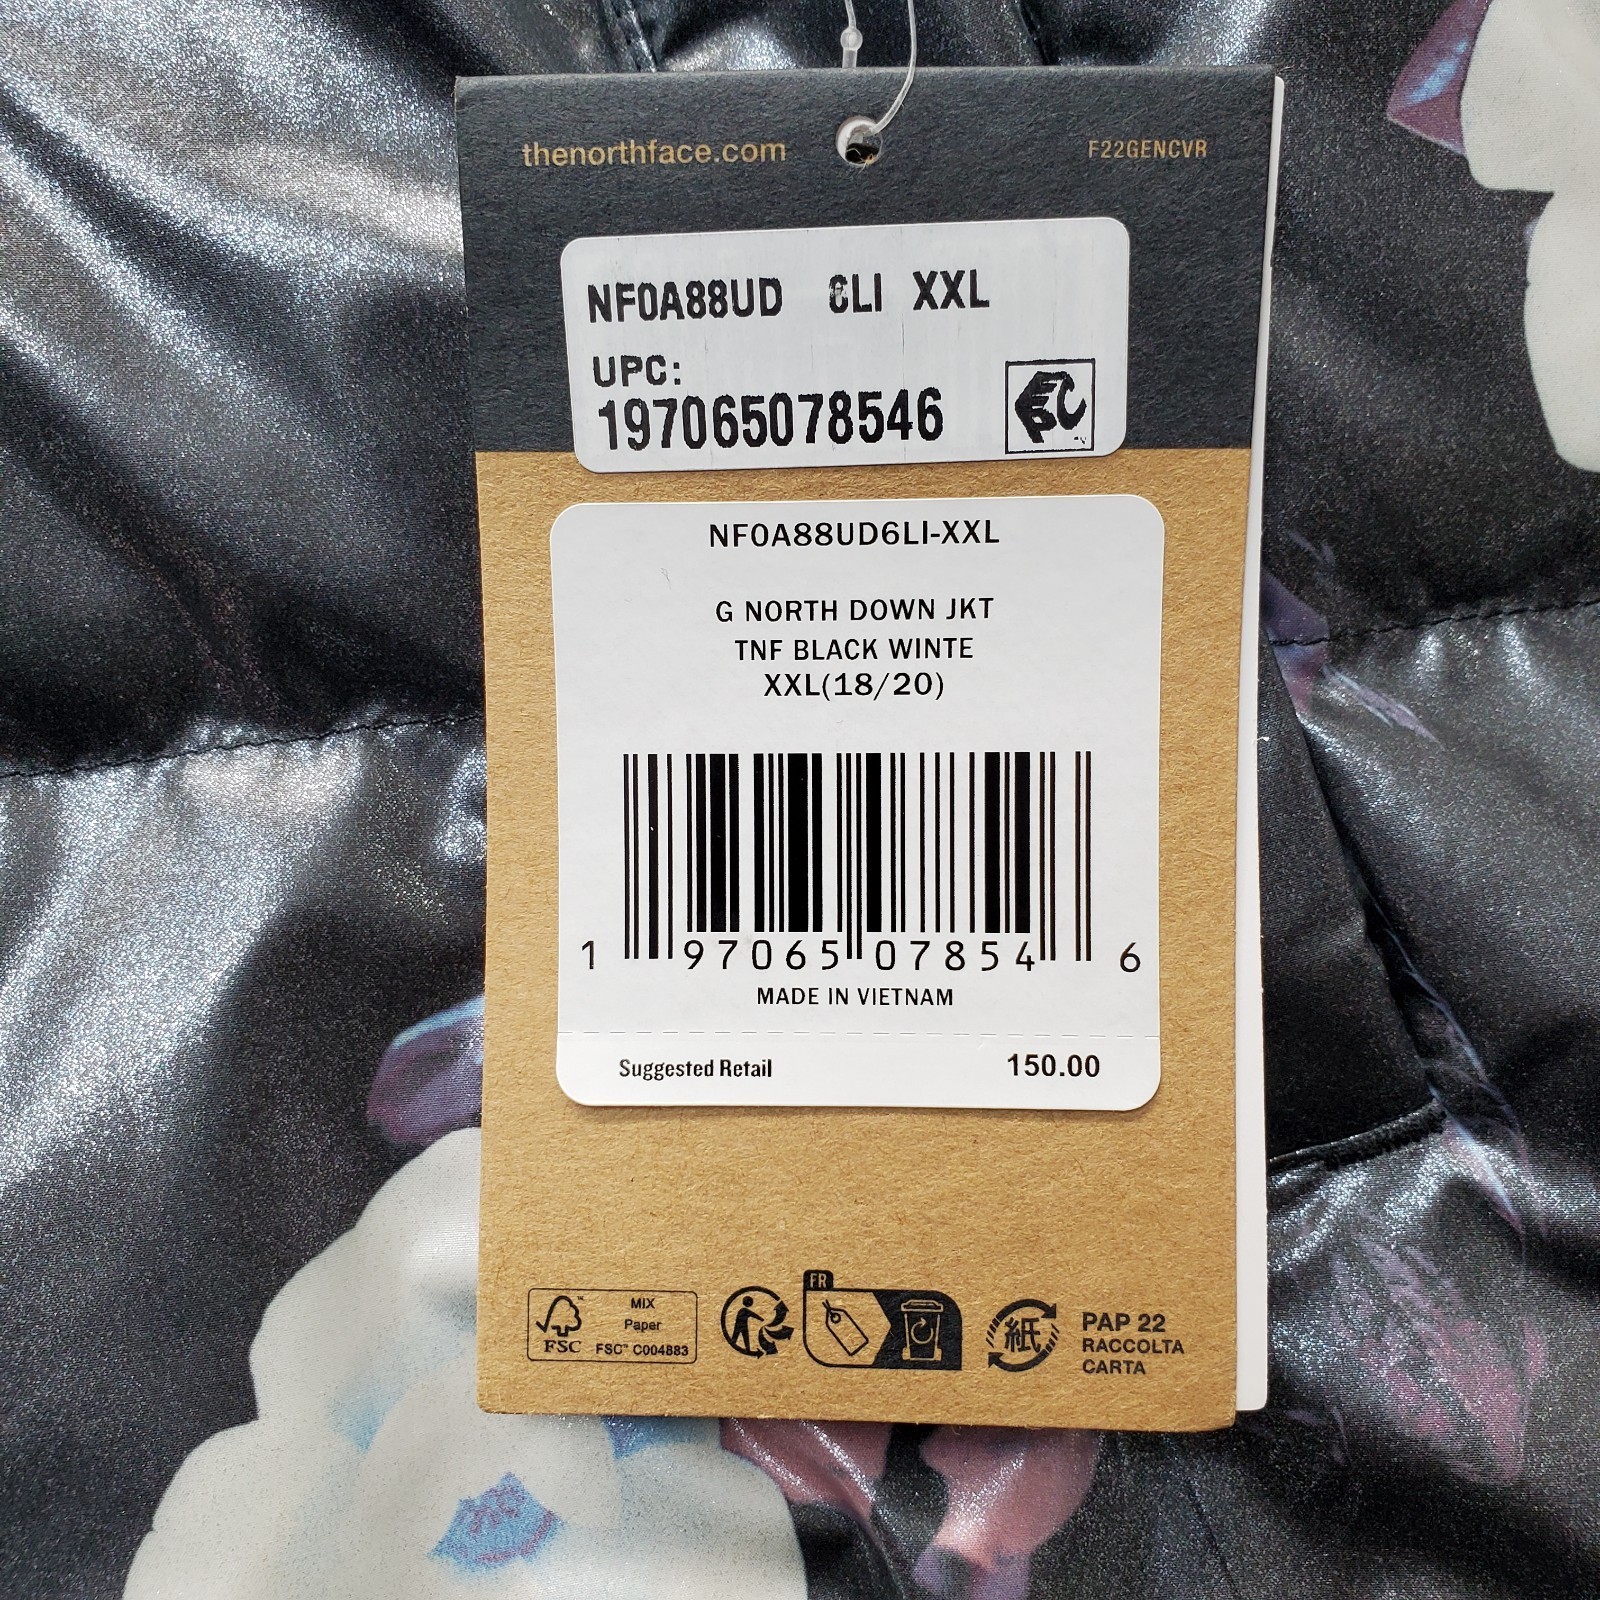 thenorthface.com
F22GENCVR
NF0A88UD 6LI XXL
UPC:
197065078546
NF0A88UD6LI-XXL
G NORTH DOWN JKT
TNF BLACK WINTE
XXL(18/20)
1 97065 07854 6
MADE IN VIETNAM
Suggested Retail 150.00
FSC
MIX
Paper
FSC™ C004883
FR
紙
PAP 22
RACCOLTA
CARTA